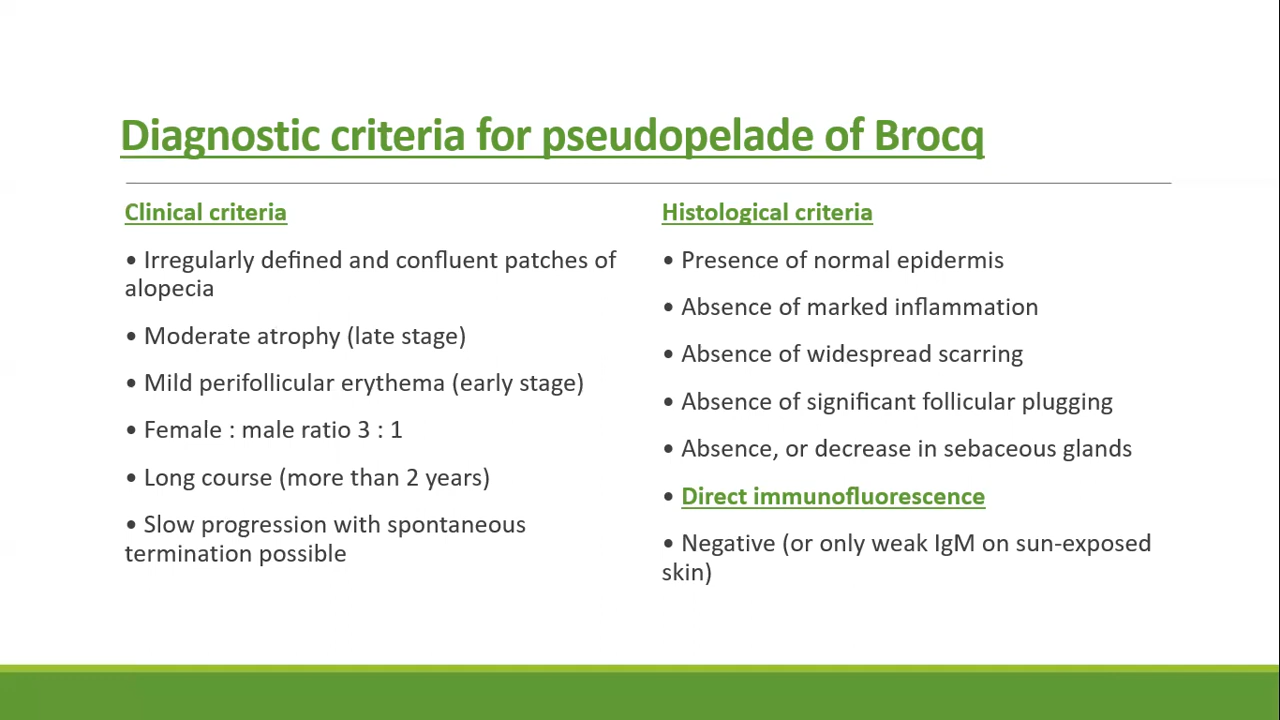 Diagnostic criteria for pseudopelade of Brocq
Clinical criteria
• Irregularly defined and confluent patches of
alopecia
• Moderate atrophy (late stage)
• Mild perifollicular erythema (early stage)
• Female : male ratio 3 : 1
• Long course (more than 2 years)
• Slow progression with spontaneous
termination possible
Histological criteria
• Presence of normal epidermis
• Absence of marked inflammation
• Absence of widespread scarring
• Absence of significant follicular plugging
• Absence, or decrease in sebaceous glands
• Direct immunofluorescence
• Negative (or only weak IgM on sun-exposed
skin)